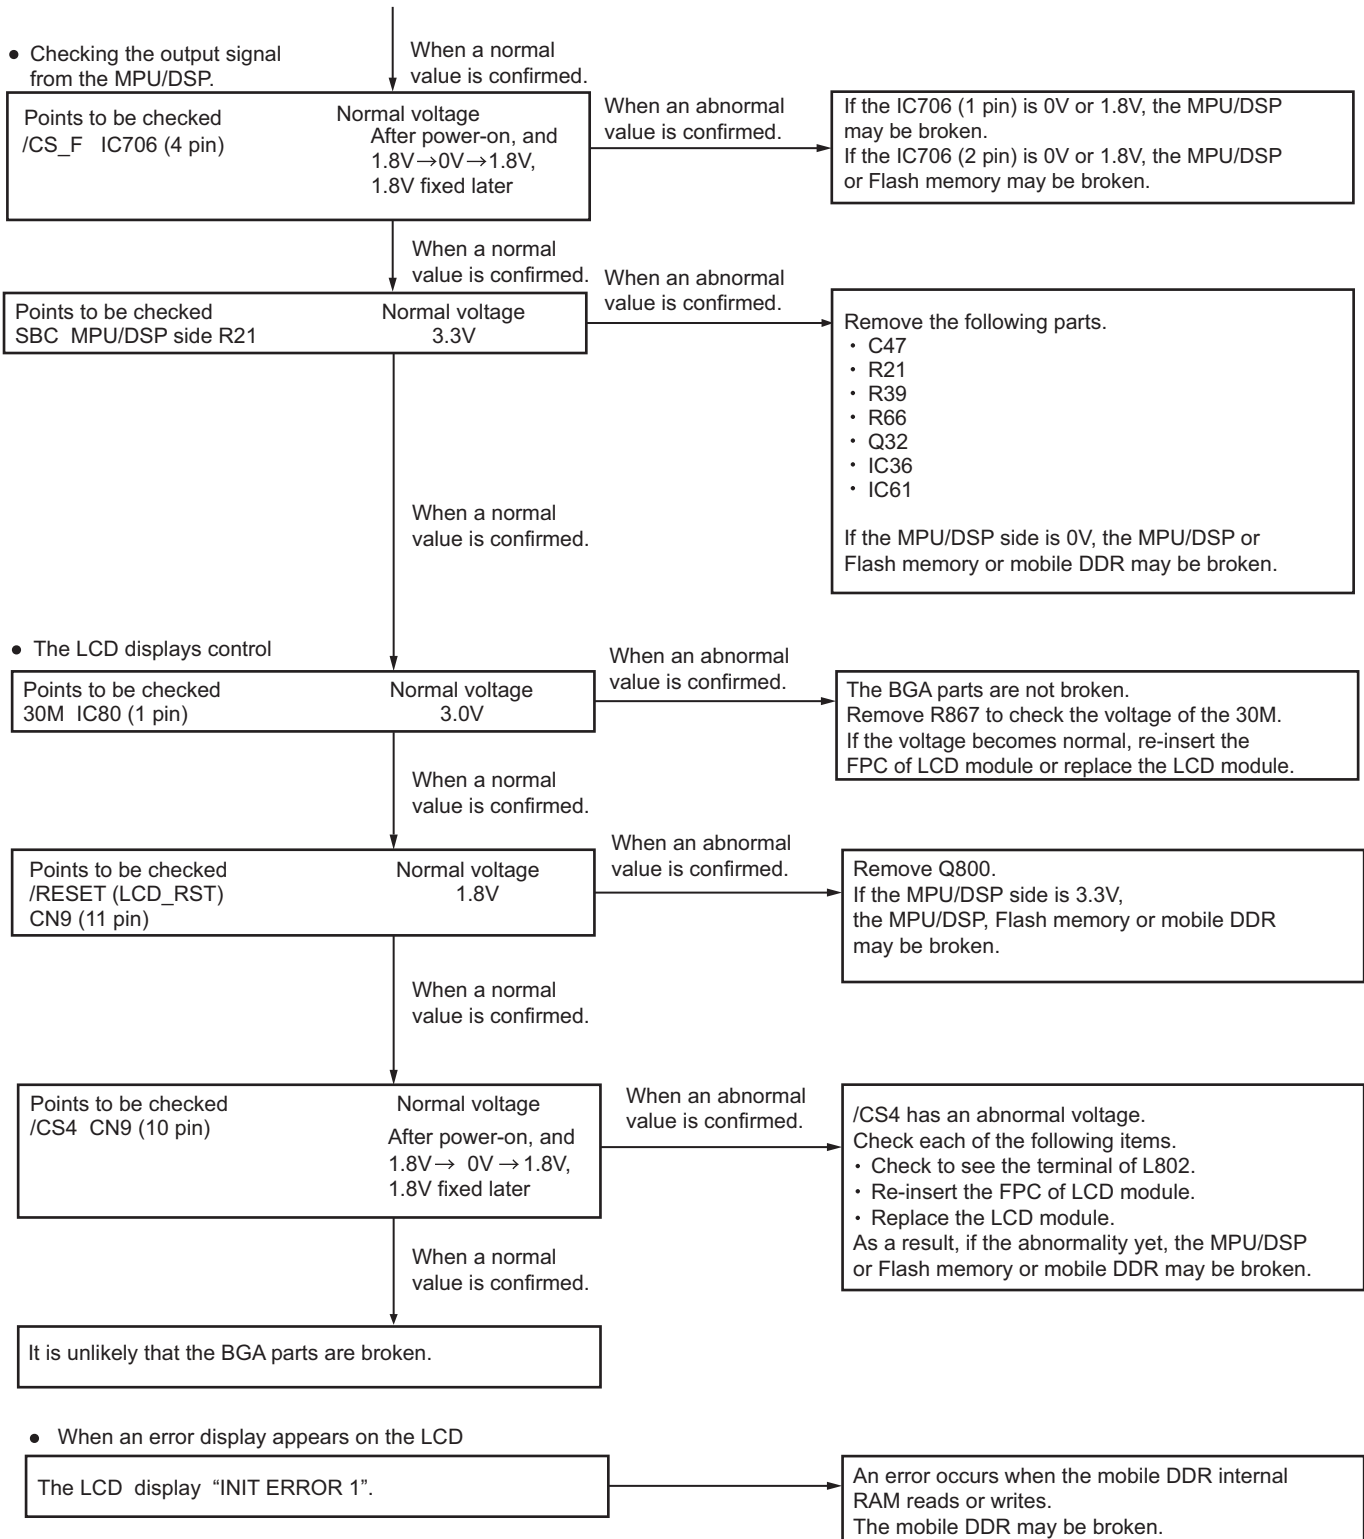 • Checking the output signal
from the MPU/DSP.
When a normal
value is confirmed.
Points to be checked
/CS_F IC706 (4 pin)
Normal voltage
After power-on, and
1.8V→0V→1.8V,
1.8V fixed later
When an abnormal
value is confirmed.
If the IC706 (1 pin) is 0V or 1.8V, the MPU/DSP
may be broken.
If the IC706 (2 pin) is 0V or 1.8V, the MPU/DSP
or Flash memory may be broken.
When a normal
value is confirmed.
Points to be checked
SBC MPU/DSP side R21
Normal voltage
3.3V
When an abnormal
value is confirmed.
Remove the following parts.
・ C47
・ R21
・ R39
・ R66
・ Q32
・ IC36
・ IC61
If the MPU/DSP side is 0V, the MPU/DSP or
Flash memory or mobile DDR may be broken.
When a normal
value is confirmed.
• The LCD displays control
Points to be checked
30M IC80 (1 pin)
Normal voltage
3.0V
When an abnormal
value is confirmed.
The BGA parts are not broken.
Remove R867 to check the voltage of the 30M.
If the voltage becomes normal, re-insert the
FPC of LCD module or replace the LCD module.
When a normal
value is confirmed.
Points to be checked
/RESET (LCD_RST)
CN9 (11 pin)
Normal voltage
1.8V
When an abnormal
value is confirmed.
Remove Q800.
If the MPU/DSP side is 3.3V,
the MPU/DSP, Flash memory or mobile DDR
may be broken.
When a normal
value is confirmed.
Points to be checked
/CS4 CN9 (10 pin)
Normal voltage
After power-on, and
1.8V→ 0V →1.8V,
1.8V fixed later
When an abnormal
value is confirmed.
/CS4 has an abnormal voltage.
Check each of the following items.
・ Check to see the terminal of L802.
・ Re-insert the FPC of LCD module.
・ Replace the LCD module.
As a result, if the abnormality yet, the MPU/DSP
or Flash memory or mobile DDR may be broken.
When a normal
value is confirmed.
It is unlikely that the BGA parts are broken.
• When an error display appears on the LCD
The LCD display “INIT ERROR 1”.
An error occurs when the mobile DDR internal
RAM reads or writes.
The mobile DDR may be broken.